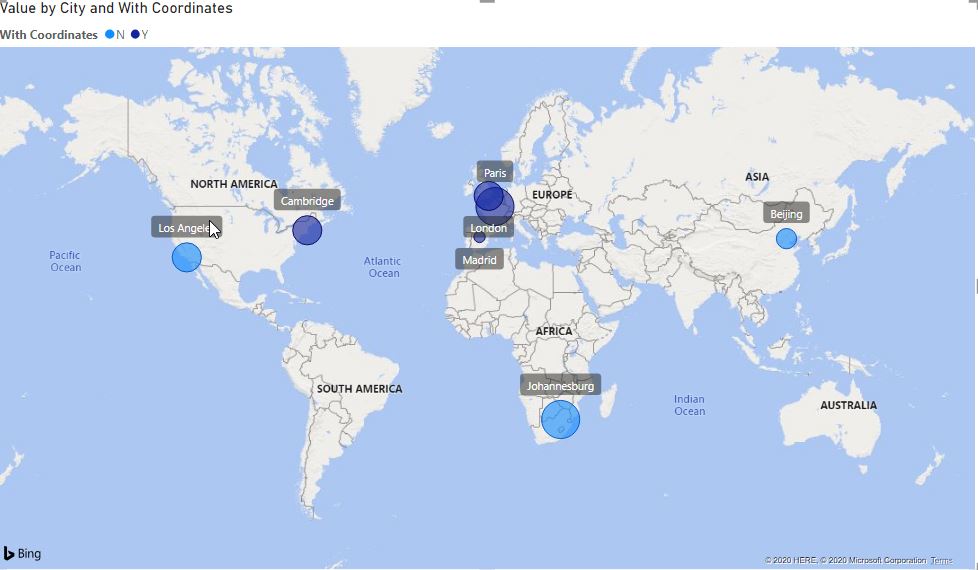 Value by City and With Coordinates
With Coordinates N Y
NORTH AMERICA
Cambridge
Los Angele
Pacific
Ocean
Atlantic
Ocean
Paris
EUROPE
London
Madrid
ASIA
Beijing
AFRICA
SOUTH AMERICA
Johannesburg
Indian
Ocean
AUSTRALIA
Bing
© 2020 HERE, © 2020 Microsoft Corporation Terms